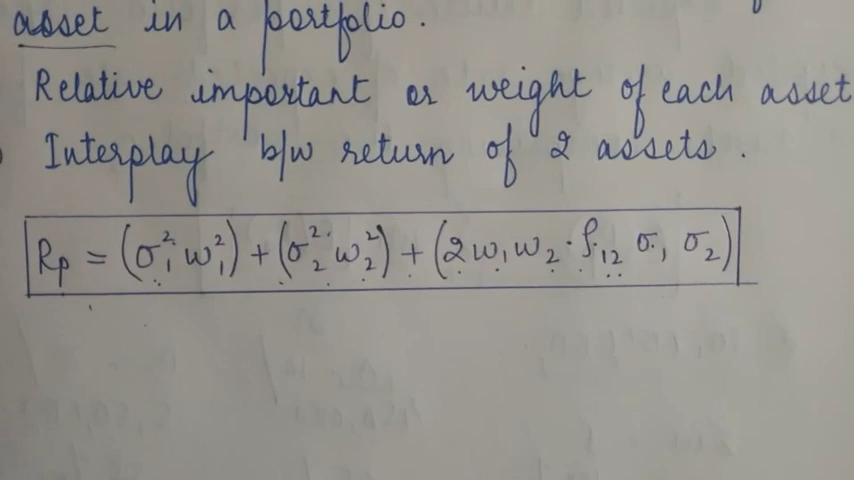 asset in a portfolio.
Relative important or weight of each asset
Interplay b/w return of 2 assets.
Rp = (σ₁² w₁²) + (σ₂² w₂²) + (2w₁w₂ · ρ₁₂ σ₁ σ₂)